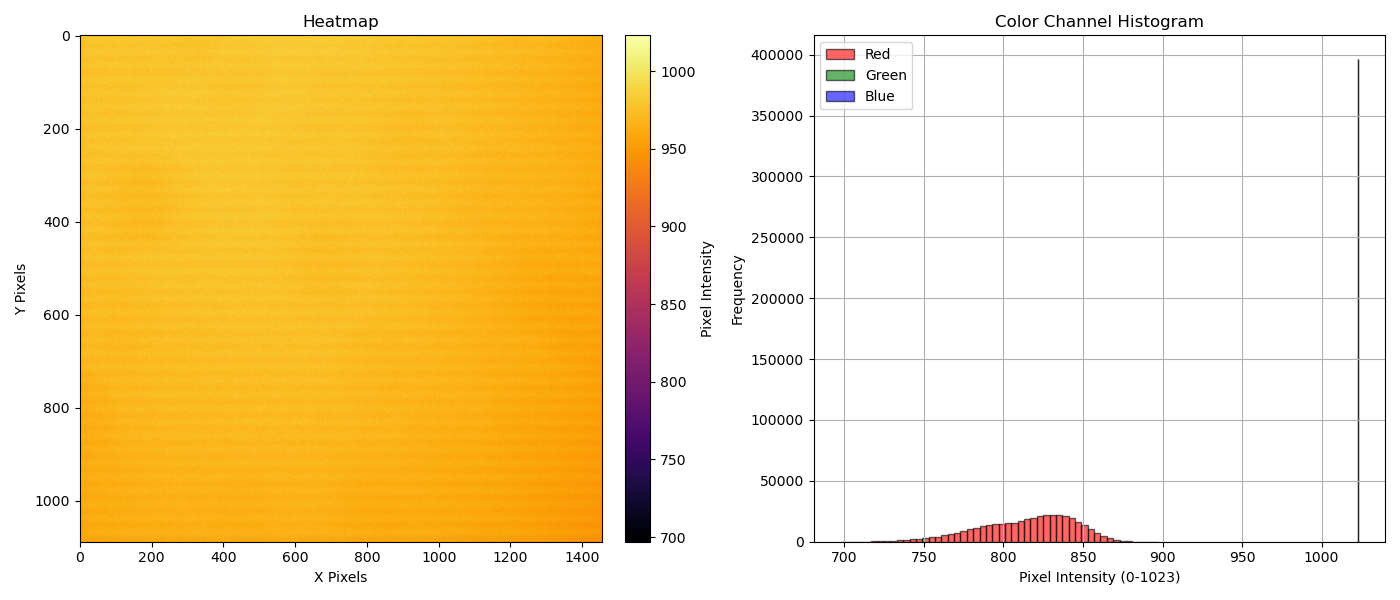 Heatmap
0
200
400
600
800
1000
Y Pixels
0 200 400 600 800 1000 1200 1400
X Pixels
1000
950
900
850
800
750
700
Pixel Intensity
Color Channel Histogram
Red
Green
Blue
400000
350000
300000
250000
200000
150000
100000
50000
0
Frequency
700 750 800 850 900 950 1000
Pixel Intensity (0-1023)